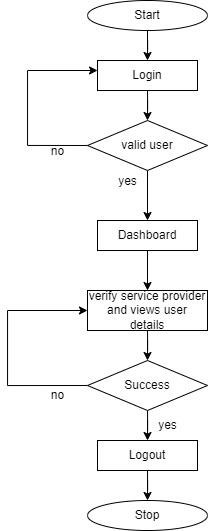 Start
Login
valid user
no
yes
Dashboard
verify service provider
and views user
details
Success
no
yes
Logout
Stop